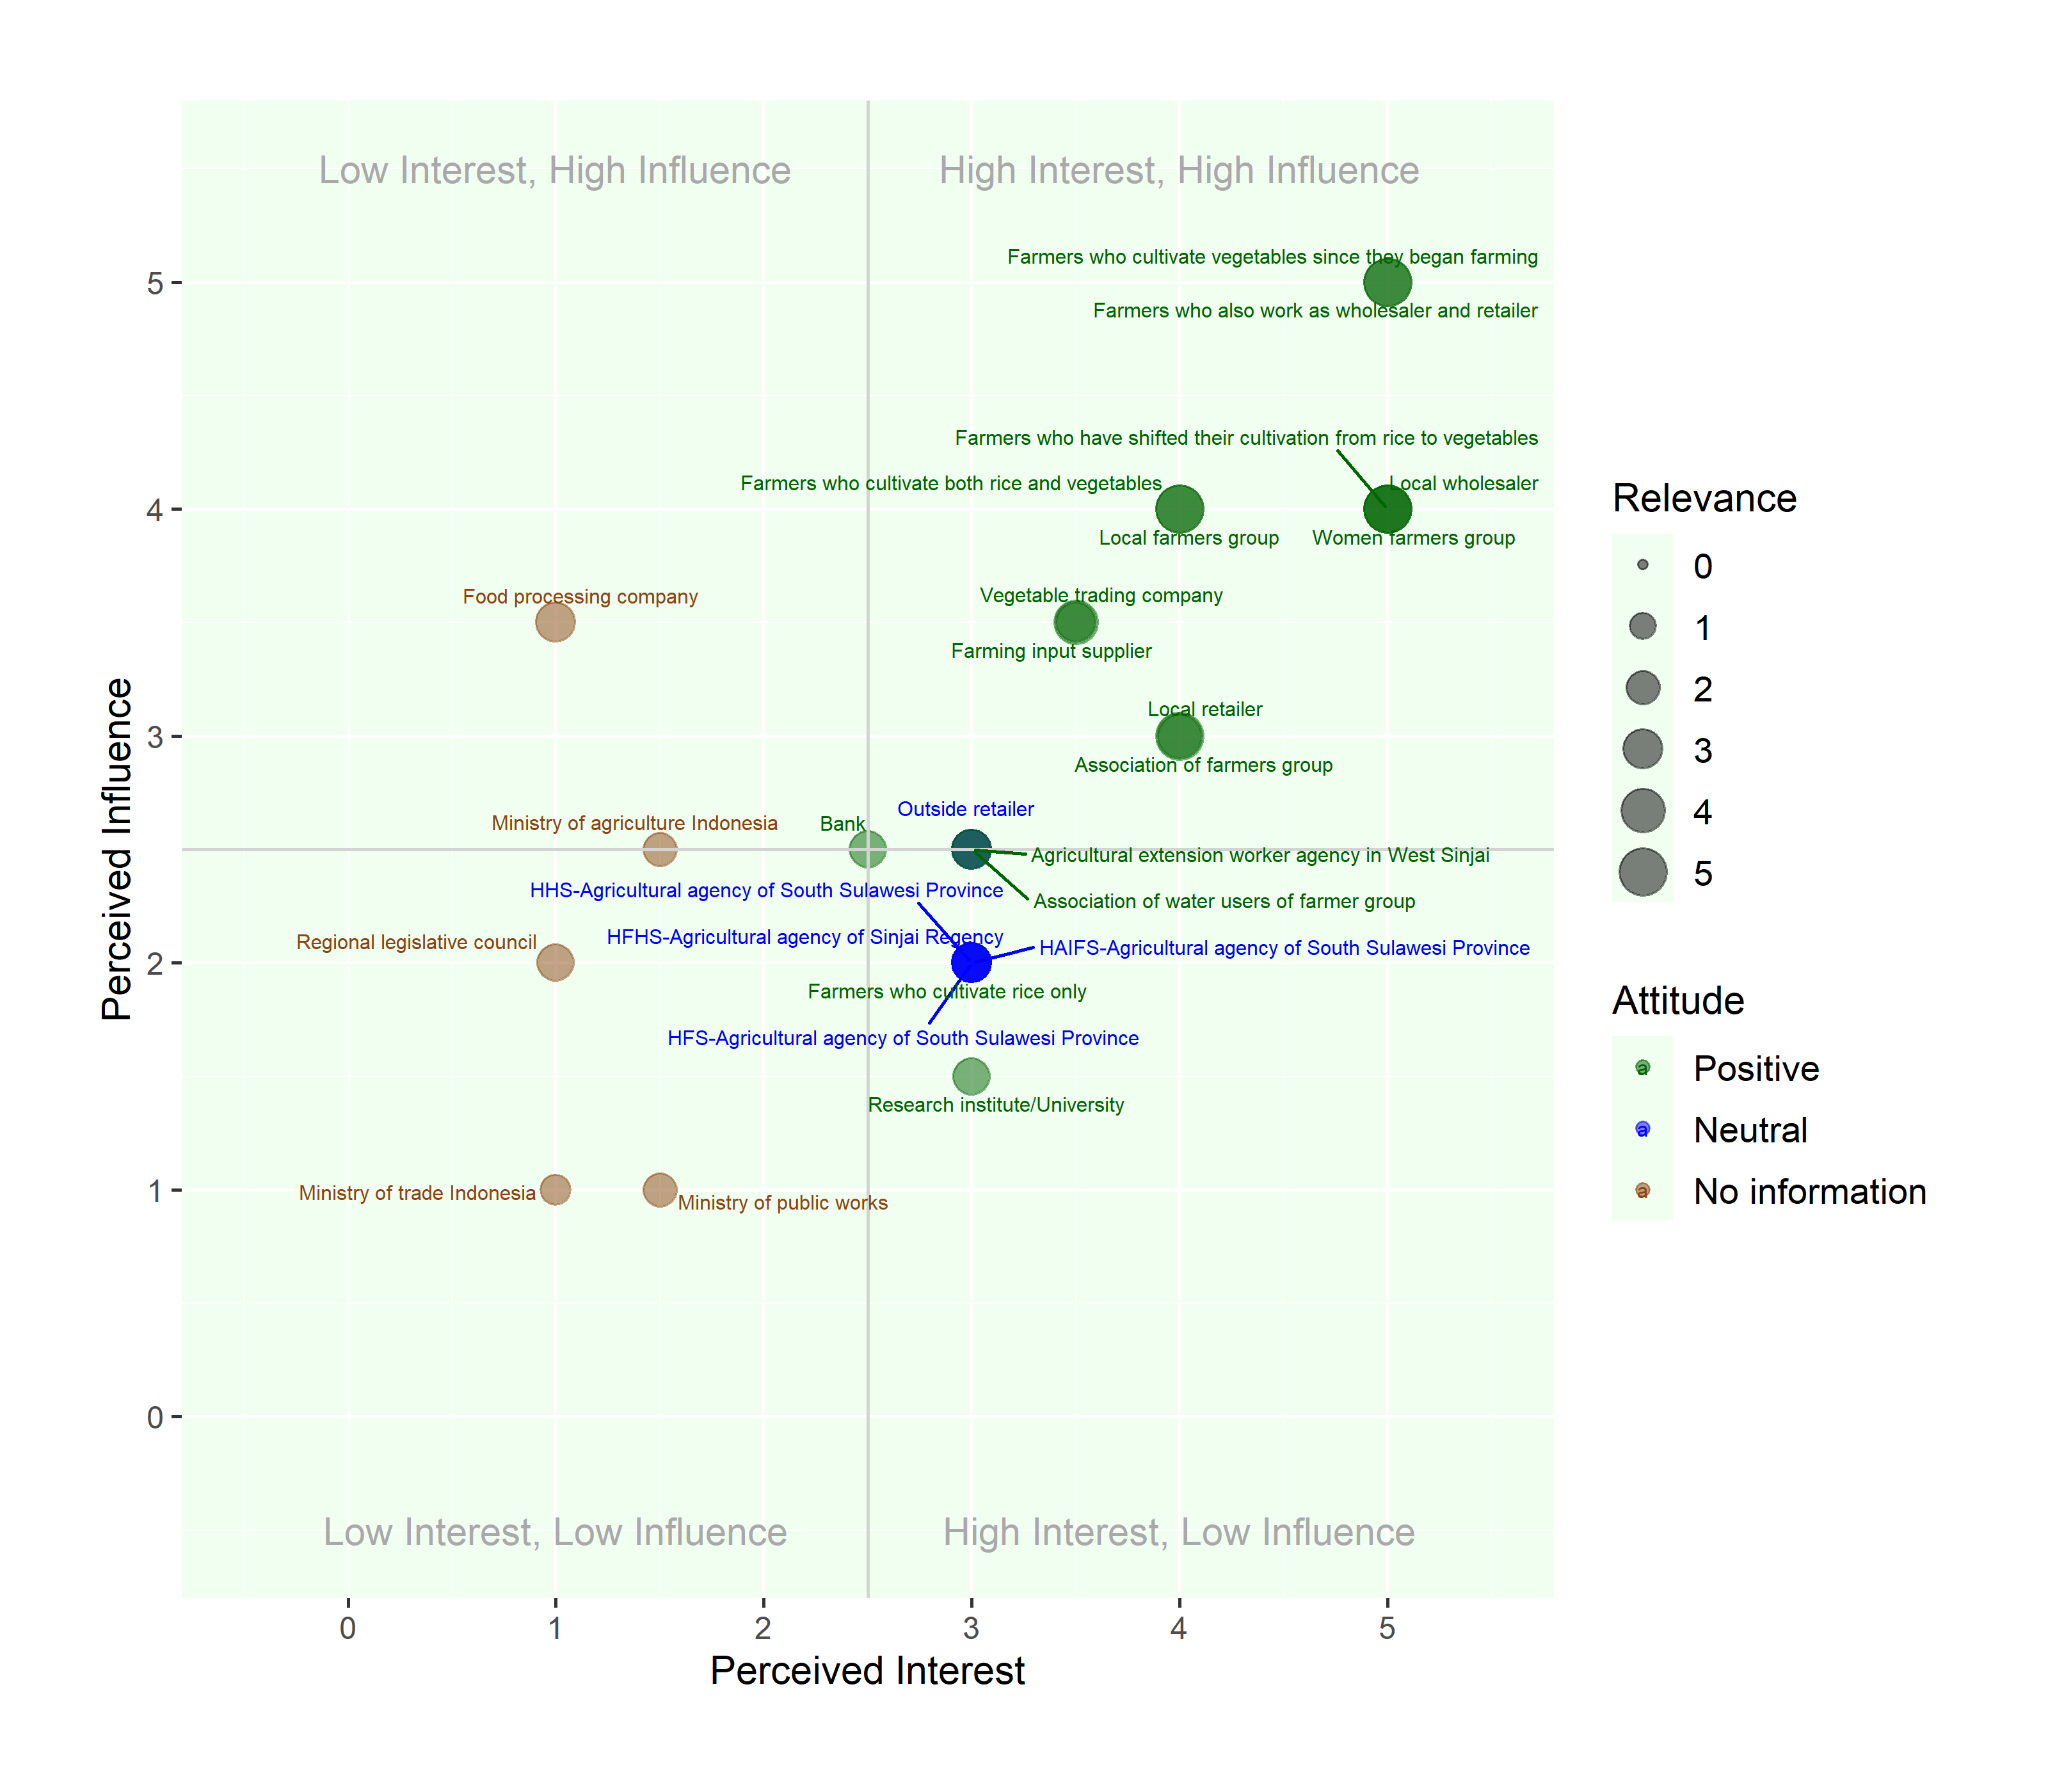 Low Interest, High Influence
High Interest, High Influence
Farmers who cultivate vegetables since they began farming
5
Farmers who also work as wholesaler and retailer
Farmers who have shifted their cultivation from rice to vegetables
Farmers who cultivate both rice and vegetables
Local wholesaler
4
Local farmers group
Women farmers group
Food processing company
Vegetable trading company
Farming input supplier
Local retailer
3
Association of farmers group
Outside retailer
Ministry of agriculture Indonesia
Bank
Agricultural extension worker agency in West Sinjai
HHS-Agricultural agency of South Sulawesi Province
Association of water users of farmer group
Regional legislative council
HFHS-Agricultural agency of Sinjai Regency
HAIFS-Agricultural agency of South Sulawesi Province
2
Farmers who cultivate rice only
HFS-Agricultural agency of South Sulawesi Province
Research institute/University
1
Ministry of trade Indonesia
Ministry of public works
0
Low Interest, Low Influence
High Interest, Low Influence
0
1
2
3
4
5
Perceived Interest
Perceived Influence
Relevance
0
1
2
3
4
5
Attitude
a Positive
a Neutral
a No information